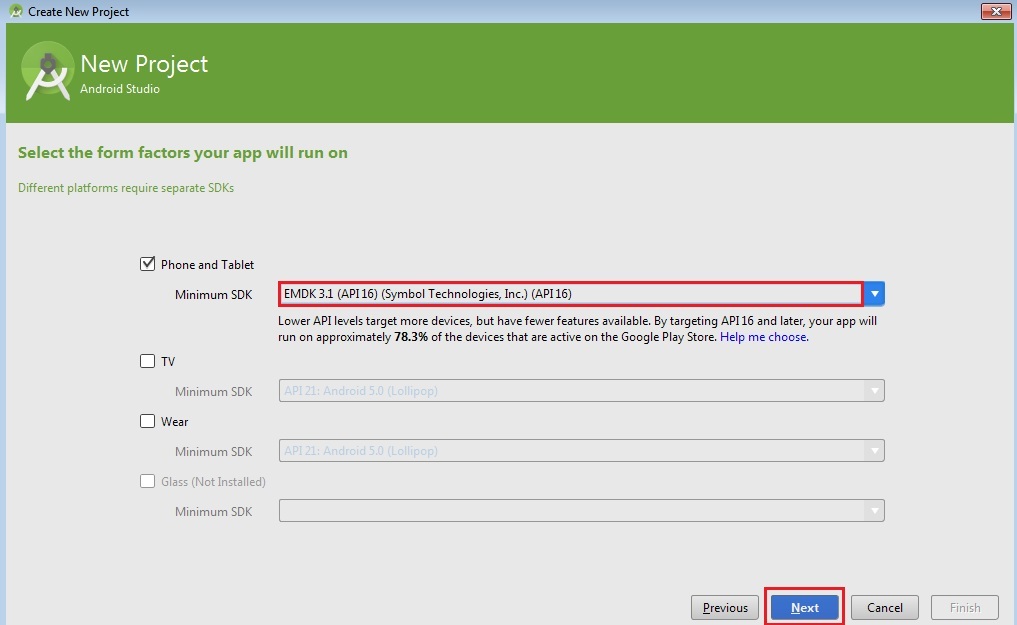 Create New Project
New Project
Android Studio
Select the form factors your app will run on
Different platforms require separate SDKs
Phone and Tablet
Minimum SDK EMDK 3.1 (API 16) (Symbol Technologies, Inc.) (API 16)
Lower API levels target more devices, but have fewer features available. By targeting API 16 and later, your app will
run on approximately 78.3% of the devices that are active on the Google Play Store. Help me choose.
TV
Minimum SDK API 21: Android 5.0 (Lollipop)
Wear
Minimum SDK API 21: Android 5.0 (Lollipop)
Glass (Not Installed)
Minimum SDK
Previous Next Cancel Finish